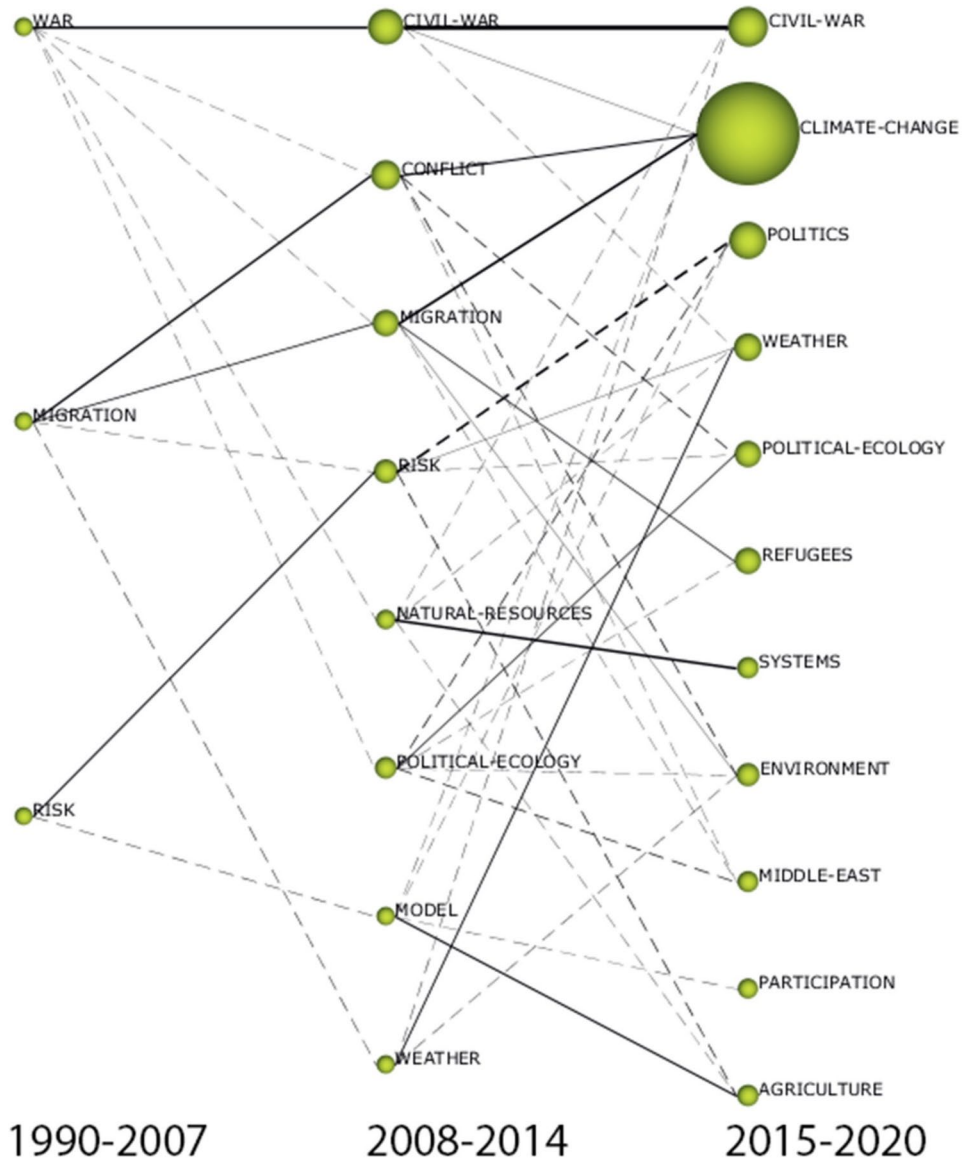 WAR
CIVIL-WAR
CIVIL-WAR
CLIMATE-CHANGE
CONFLICT
POLITICS
MIGRATION
WEATHER
MIGRATION
RISK
POLITICAL-ECOLOGY
REFUGEES
NATURAL-RESOURCES
SYSTEMS
POLITICAL-ECOLOGY
ENVIRONMENT
RISK
MIDDLE-EAST
MODEL
PARTICIPATION
WEATHER
AGRICULTURE
1990-2007 2008-2014 2015-2020